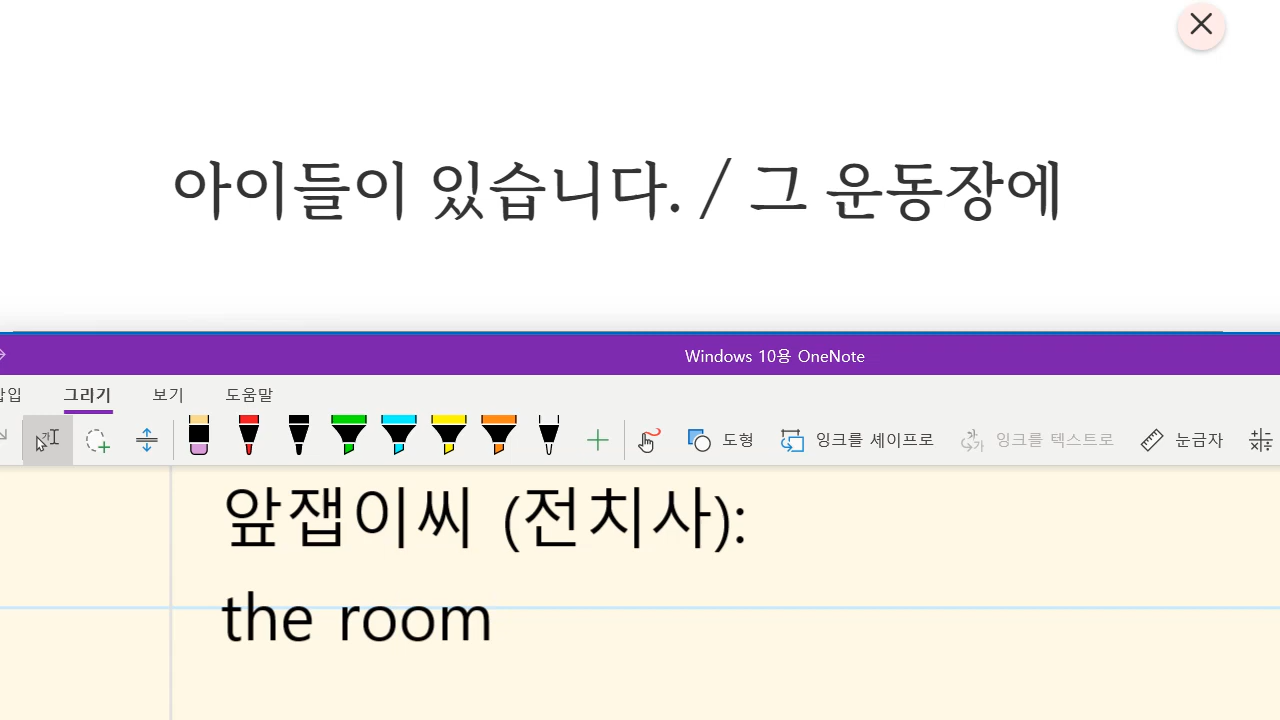 아이들이 있습니다. / 그 운동장에
Windows 10용 OneNote
삽입 그리기 보기 도움말
도형 잉크를 셰이프로 잉크를 텍스트로 눈금자
앞잽이씨 (전치사):
the room